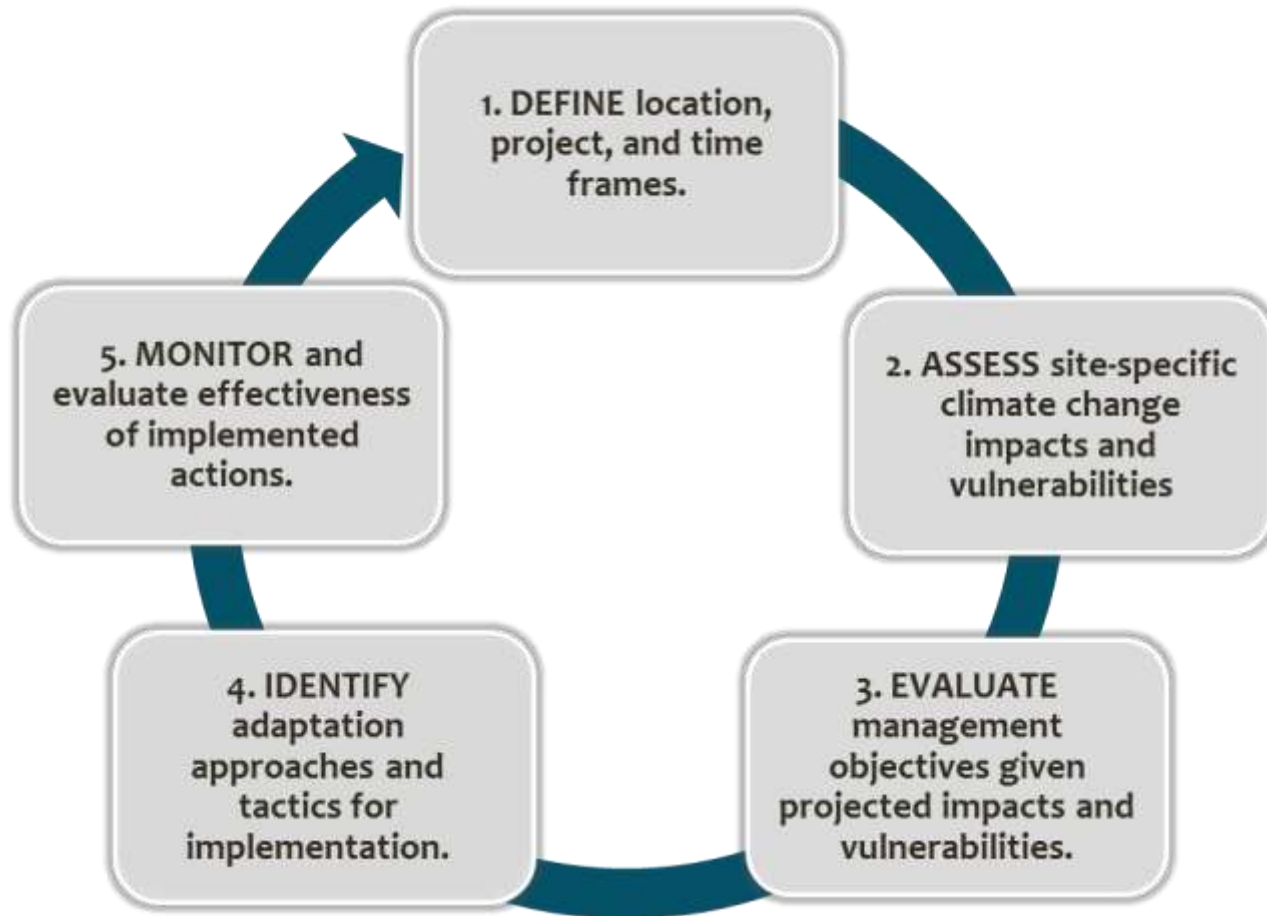 1. DEFINE location,
project, and time
frames.
2. ASSESS site-specific
climate change
impacts and
vulnerabilities
3. EVALUATE
management
objectives given
projected impacts and
vulnerabilities.
4. IDENTIFY
adaptation
approaches and
tactics for
implementation.
5. MONITOR and
evaluate effectiveness
of implemented
actions.